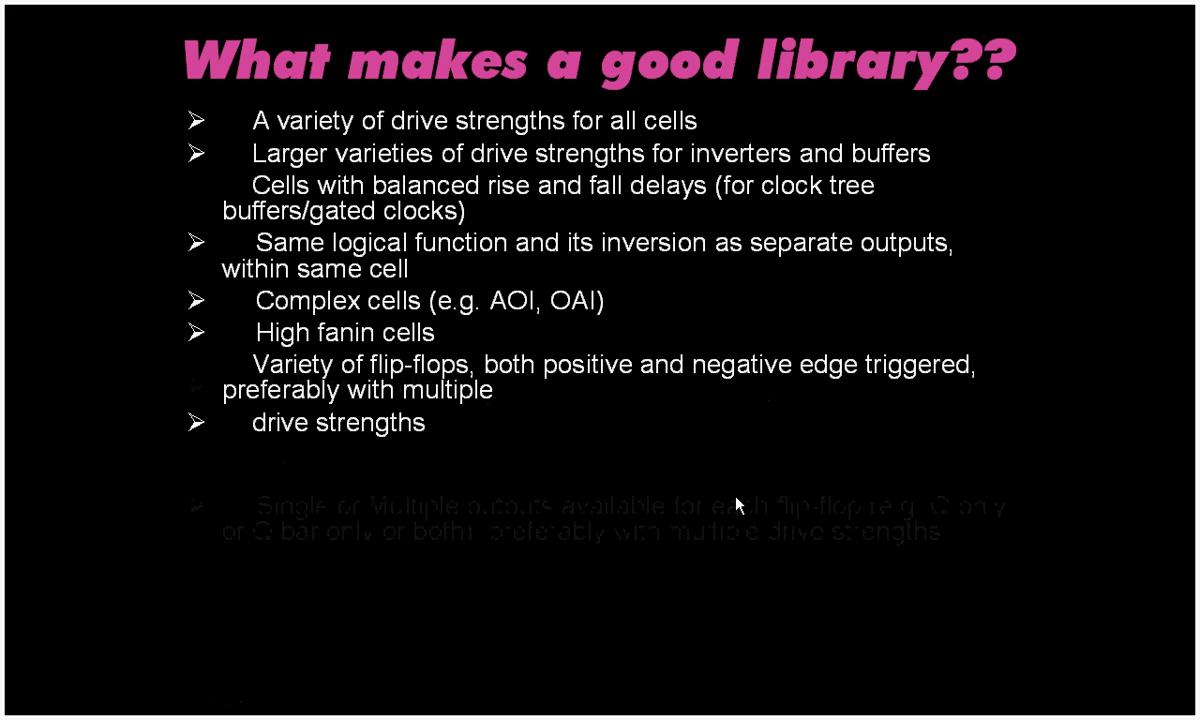 What makes a good library??
➢ A variety of drive strengths for all cells
➢ Larger varieties of drive strengths for inverters and buffers
Cells with balanced rise and fall delays (for clock tree
buffers/gated clocks)
➢ Same logical function and its inversion as separate outputs,
within same cell
➢ Complex cells (e.g. AOI, OAI)
➢ High fanin cells
Variety of flip-flops, both positive and negative edge triggered,
preferably with multiple
➢ drive strengths
➢ Single or Multiple outputs available for each flip-flop (e.g. Q only
or Q bar only or both) preferably with multiple drive strengths